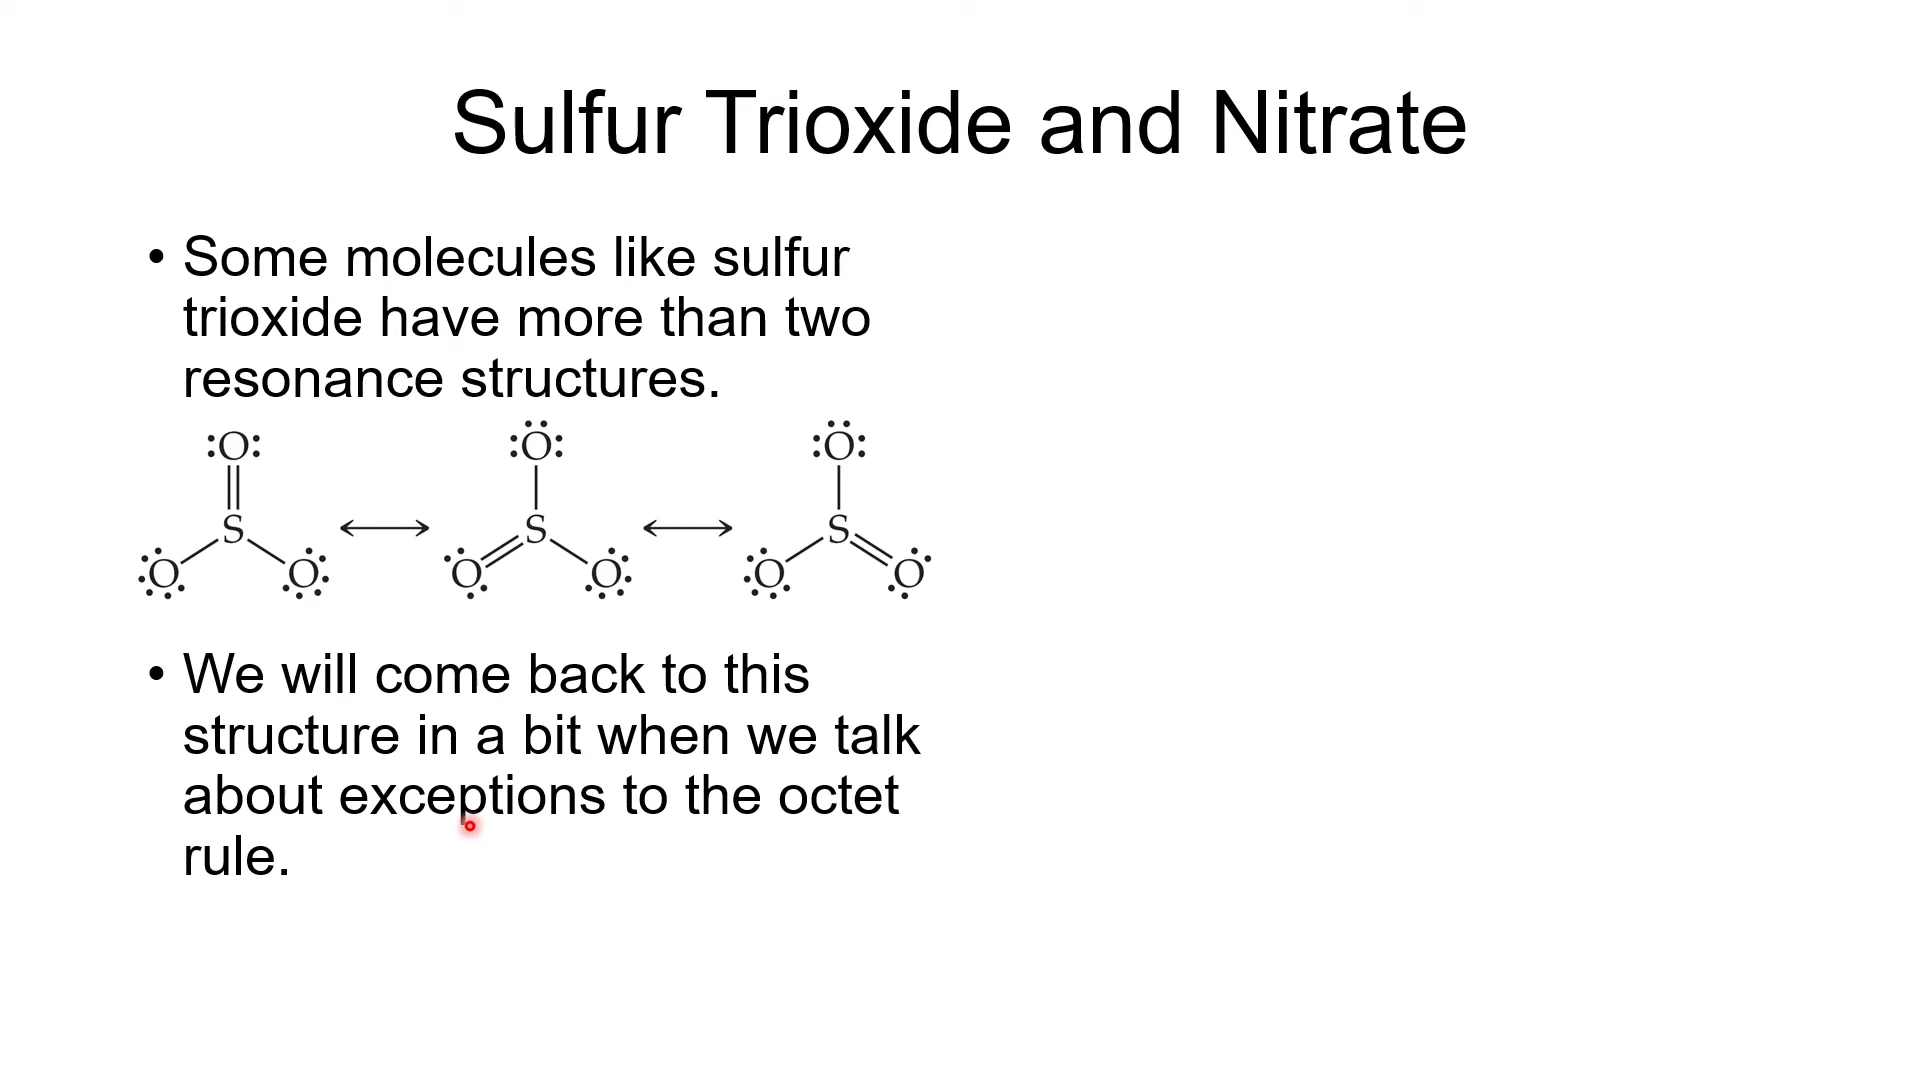 Sulfur Trioxide and Nitrate
• Some molecules like sulfur
trioxide have more than two
resonance structures.
:O: :Ö: :Ö:
S ⟷ S ⟷ S
O O O O O O
• We will come back to this
structure in a bit when we talk
about exceptions to the octet
rule.